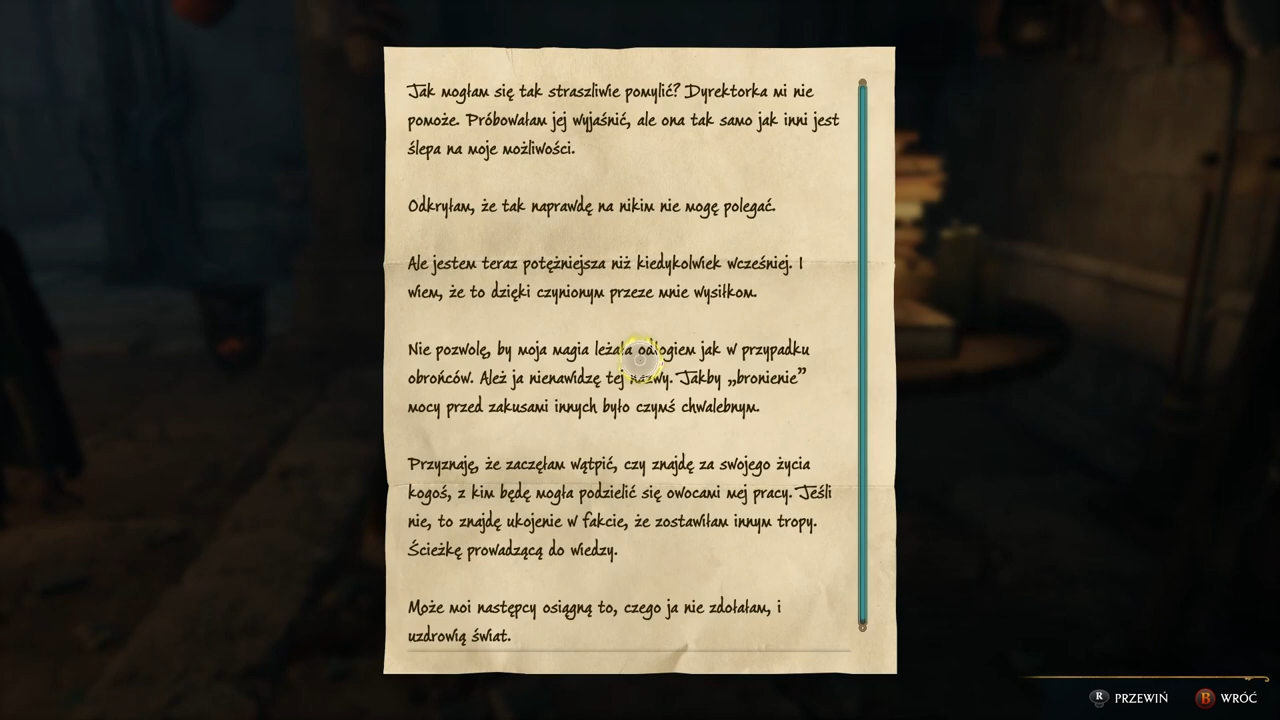 Jak mogłam się tak straszliwie pomylić? Dyrektorka mi nie
pomoże. Próbowałam jej wyjaśnić, ale ona tak samo jak inni jest
ślepa na moje możliwości.
Odkryłam, że tak naprawdę na nikim nie mogę polegać.
Ale jestem teraz potężniejsza niż kiedykolwiek wcześniej. I
wiem, że to dzięki czynionym przeze mnie wysiłkom.
Nie pozwolę, by moja magia leżała odłogiem jak w przypadku
obrońców. Ależ ja nienawidzę tej nazwy. Jakby „bronienie”
mocy przed zakusami innych było czymś chwalebnym.
Przyznaję, że zaczęłam wątpić, czy znajdę za swojego życia
kogoś, z kim będę mogła podzielić się owocami mej pracy. Jeśli
nie, to znajdę ukojenie w fakcie, że zostawiłam innym tropy.
Ścieżkę prowadzącą do wiedzy.
Może moi następcy osiągną to, czego ja nie zdołałam, i
uzdrowią świat.
R PRZEWIŃ B WRÓĆ